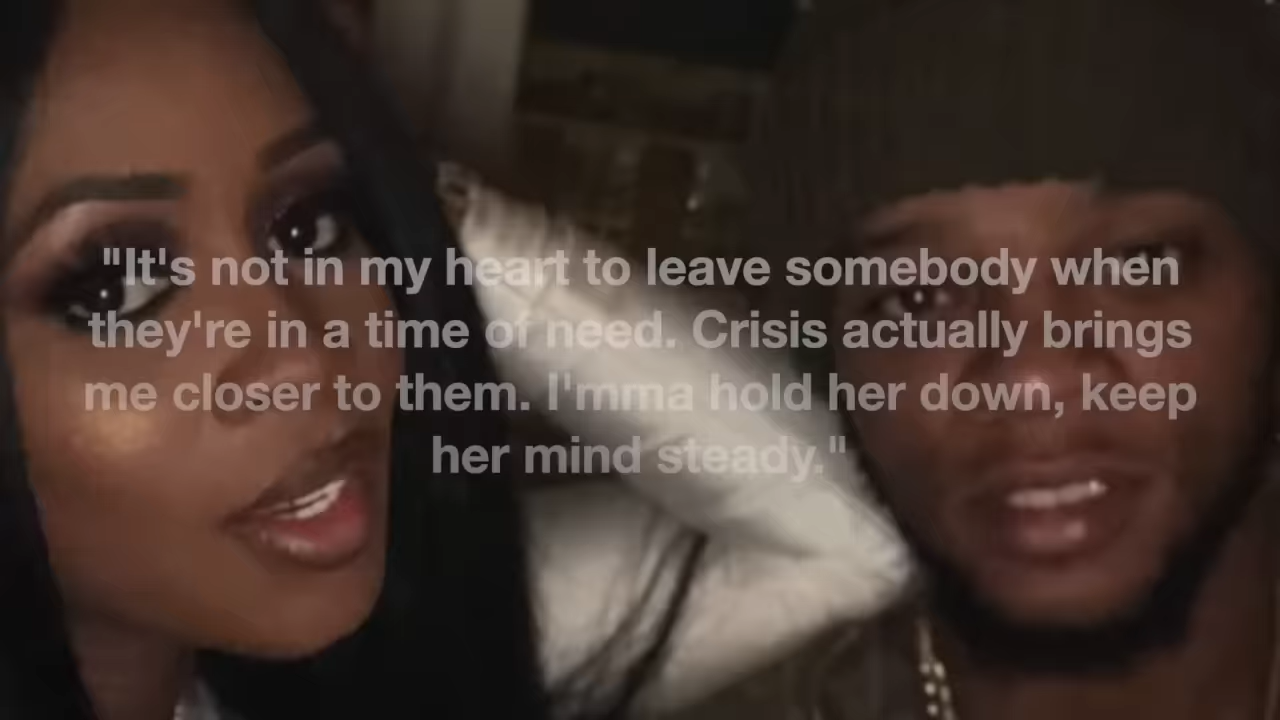 "It's not in my heart to leave somebody when
they're in a time of need. Crisis actually brings
me closer to them. I'mma hold her down, keep
her mind steady."